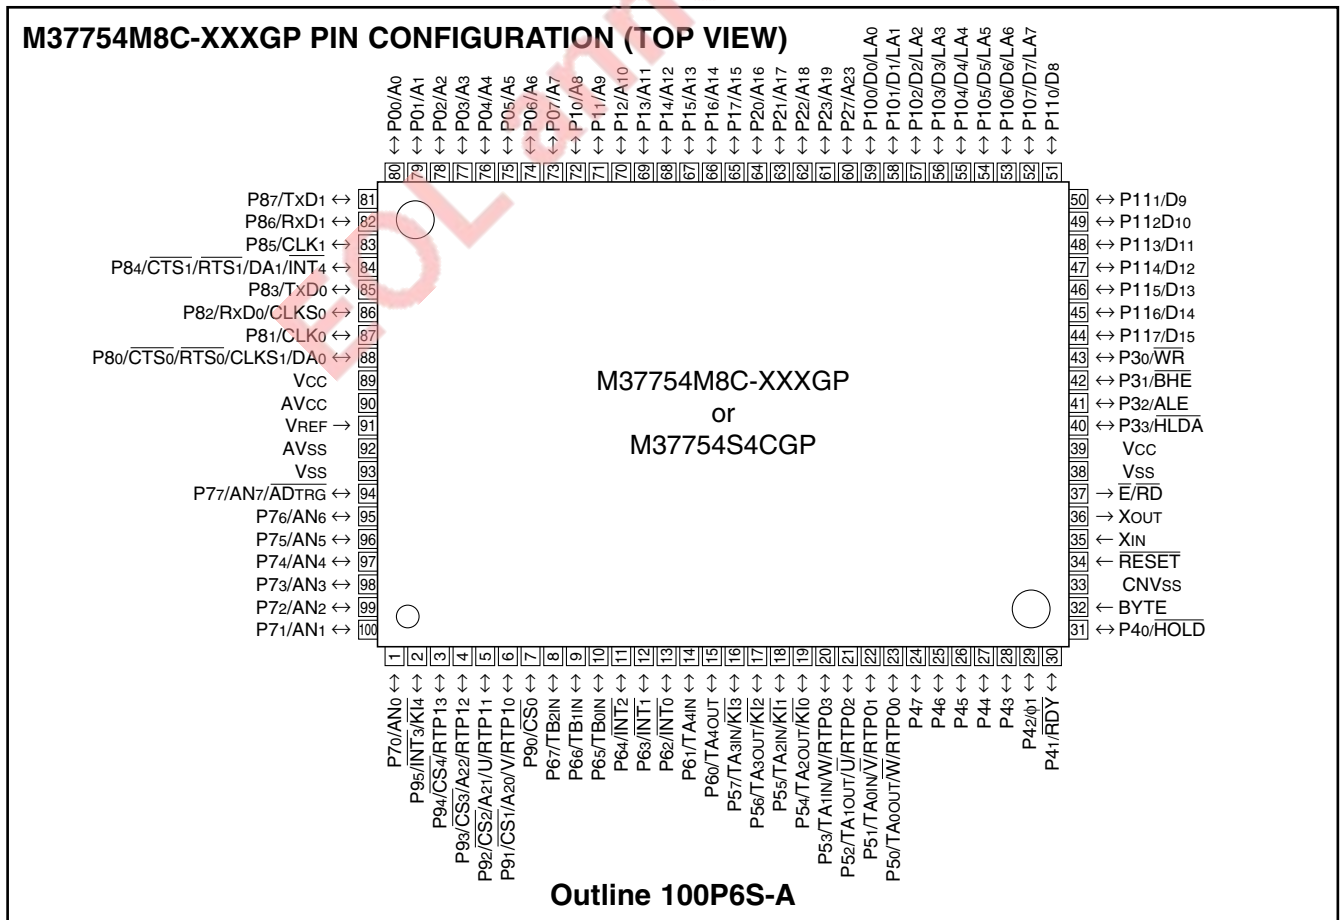 M37754M8C-XXXGP PIN CONFIGURATION (TOP VIEW)
↔ P00/A0
↔ P01/A1
↔ P02/A2
↔ P03/A3
↔ P04/A4
↔ P05/A5
↔ P06/A6
↔ P07/A7
↔ P10/A8
↔ P11/A9
↔ P12/A10
↔ P13/A11
↔ P14/A12
↔ P15/A13
↔ P16/A14
↔ P17/A15
↔ P20/A16
↔ P21/A17
↔ P22/A18
↔ P23/A19
↔ P27/A23
↔ P100/D0/LA0
↔ P101/D1/LA1
↔ P102/D2/LA2
↔ P103/D3/LA3
↔ P104/D4/LA4
↔ P105/D5/LA5
↔ P106/D6/LA6
↔ P107/D7/LA7
↔ P110/D8
80 79 78 77 76 75 74 73 72 71 70 69 68 67 66 65 64 63 62 61 60 59 58 57 56 55 54 53 52 51
P87/TxD1 ↔ 81
P86/RxD1 ↔ 82
P85/CLK1 ↔ 83
P84/CTS1/RTS1/DA1/INT4 ↔ 84
P83/TxD0 ↔ 85
P82/RxD0/CLKS0 ↔ 86
P81/CLK0 ↔ 87
P80/CTS0/RTS0/CLKS1/DA0 ↔ 88
VCC 89
AVCC 90
VREF → 91
AVSS 92
VSS 93
P77/AN7/ADTRG ↔ 94
P76/AN6 ↔ 95
P75/AN5 ↔ 96
P74/AN4 ↔ 97
P73/AN3 ↔ 98
P72/AN2 ↔ 99
P71/AN1 ↔ 100
M37754M8C-XXXGP
or
M37754S4CGP
50 ↔ P111/D9
49 ↔ P112D10
48 ↔ P113/D11
47 ↔ P114/D12
46 ↔ P115/D13
45 ↔ P116/D14
44 ↔ P117/D15
43 ↔ P30/WR
42 ↔ P31/BHE
41 ↔ P32/ALE
40 ↔ P33/HLDA
39 VCC
38 VSS
37 → E/RD
36 → XOUT
35 ← XIN
34 ← RESET
33 CNVSS
32 ← BYTE
31 ↔ P40/HOLD
1 2 3 4 5 6 7 8 9 10 11 12 13 14 15 16 17 18 19 20 21 22 23 24 25 26 27 28 29 30
P70/AN0 ↔
P95/INT3/KI4 ↔
P94/CS4/RTP13 ↔
P93/CS3/A22/RTP12 ↔
P92/CS2/A21/U/RTP11 ↔
P91/CS1/A20/V/RTP10 ↔
P90/CS0 ↔
P67/TB2IN ↔
P66/TB1IN ↔
P65/TB0IN ↔
P64/INT2 ↔
P63/INT1 ↔
P62/INT0 ↔
P61/TA4IN ↔
P60/TA4OUT ↔
P57/TA3IN/KI3 ↔
P56/TA3OUT/KI2 ↔
P55/TA2IN/KI1 ↔
P54/TA2OUT/KI0 ↔
P53/TA1IN/W/RTP03 ↔
P52/TA1OUT/U/RTP02 ↔
P51/TA0IN/V/RTP01 ↔
P50/TA0OUT/W/RTP00 ↔
P47 ↔
P46 ↔
P45 ↔
P44 ↔
P43 ↔
P42/ϕ1 ↔
P41/RDY ↔
Outline 100P6S-A
EOL ann